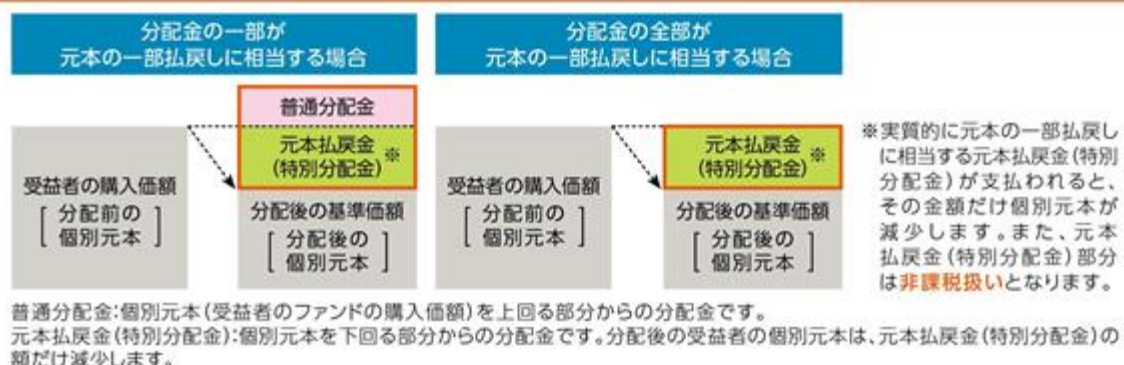 分配金の一部が
元本の一部払戻しに相当する場合
普通分配金
元本払戻金
(特別分配金) ※
受益者の購入価額
[ 分配前の
個別元本 ]
分配後の基準価額
[ 分配後の
個別元本 ]
分配金の全部が
元本の一部払戻しに相当する場合
元本払戻金
(特別分配金) ※
受益者の購入価額
[ 分配前の
個別元本 ]
分配後の基準価額
[ 分配後の
個別元本 ]
※実質的に元本の一部払戻し
に相当する元本払戻金(特別
分配金)が支払われると、
その金額だけ個別元本が
減少します。また、元本
払戻金(特別分配金)部分
は非課税扱いとなります。
普通分配金:個別元本(受益者のファンドの購入価額)を上回る部分からの分配金です。
元本払戻金(特別分配金):個別元本を下回る部分からの分配金です。分配後の受益者の個別元本は、元本払戻金(特別分配金)の
額だけ減少します。